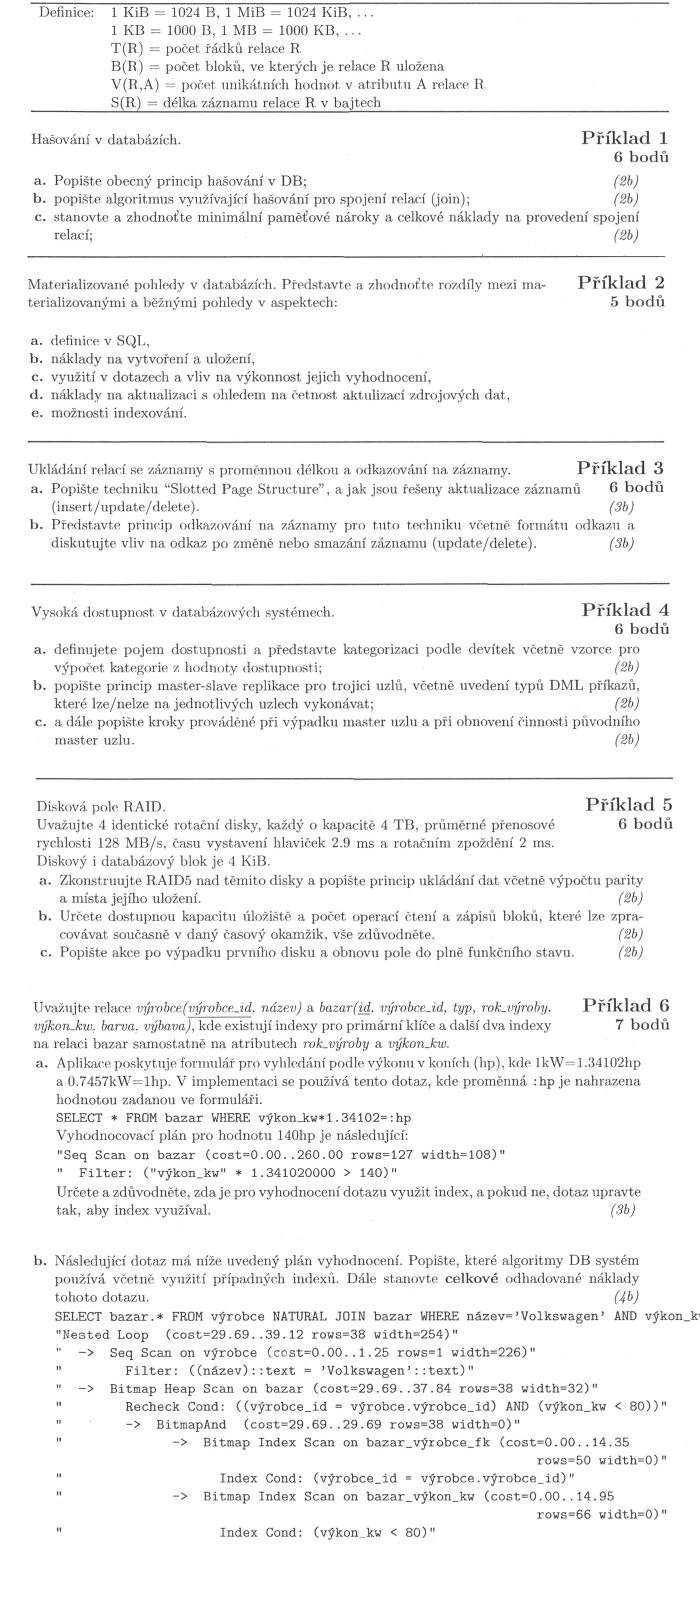 Definice: 1 KiB = 1024 B, 1 MiB = 1024 KiB, ...
1 KB = 1000 B, 1 MB = 1000 KB, ...
T(R) = počet řádků relace R
B(R) = počet bloků, ve kterých je relace R uložena
V(R,A) = počet unikátních hodnot v atributu A relace R
S(R) = délka záznamu relace R v bajtech
Hašování v databázích. Příklad 1
6 bodů
a. Popište obecný princip hašování v DB; (2b)
b. popište algoritmus využívající hašování pro spojení relací (join); (2b)
c. stanovte a zhodnoťte minimální paměťové nároky a celkové náklady na provedení spojení
relací; (2b)
Materializované pohledy v databázích. Představte a zhodnoťte rozdíly mezi ma- Příklad 2
terializovanými a běžnými pohledy v aspektech: 5 bodů
a. definice v SQL,
b. náklady na vytvoření a uložení,
c. využití v dotazech a vliv na výkonnost jejich vyhodnocení,
d. náklady na aktualizaci s ohledem na četnost aktulizací zdrojových dat,
e. možnosti indexování.
Ukládání relací se záznamy s proměnnou délkou a odkazování na záznamy. Příklad 3
a. Popište techniku “Slotted Page Structure”, a jak jsou řešeny aktualizace záznamů 6 bodů
(insert/update/delete). (3b)
b. Představte princip odkazování na záznamy pro tuto techniku včetně formátu odkazu a
diskutujte vliv na odkaz po změně nebo smazání záznamu (update/delete). (3b)
Vysoká dostupnost v databázových systémech. Příklad 4
6 bodů
a. definujete pojem dostupnosti a představte kategorizaci podle devítek včetně vzorce pro
výpočet kategorie z hodnoty dostupnosti; (2b)
b. popište princip master-slave replikace pro trojici uzlů, včetně uvedení typů DML příkazů,
které lze/nelze na jednotlivých uzlech vykonávat; (2b)
c. a dále popište kroky prováděné při výpadku master uzlu a při obnovení činnosti původního
master uzlu. (2b)
Disková pole RAID. Příklad 5
Uvažujte 4 identické rotační disky, každý o kapacitě 4 TB, průměrné přenosové 6 bodů
rychlosti 128 MB/s, času vystavení hlaviček 2.9 ms a rotačním zpoždění 2 ms.
Diskový i databázový blok je 4 KiB.
a. Zkonstruujte RAID5 nad těmito disky a popište princip ukládání dat včetně výpočtu parity
a místa jejího uložení. (2b)
b. Určete dostupnou kapacitu úložiště a počet operací čtení a zápisů bloků, které lze zpra-
covávat současně v daný časový okamžik, vše zdůvodněte. (2b)
c. Popište akce po výpadku prvního disku a obnovu pole do plně funkčního stavu. (2b)
Uvažujte relace výrobce(výrobce_id, název) a bazar(id, výrobce_id, typ, rok_výroby, Příklad 6
výkon_kw, barva, výbava), kde existují indexy pro primární klíče a další dva indexy 7 bodů
na relaci bazar samostatně na atributech rok_výroby a výkon_kw.
a. Aplikace poskytuje formulář pro vyhledání podle výkonu v koních (hp), kde 1kW=1.34102hp
a 0.7457kW=1hp. V implementaci se používá tento dotaz, kde proměnná :hp je nahrazena
hodnotou zadanou ve formuláři.
SELECT * FROM bazar WHERE výkon_kw*1.34102=:hp
Vyhodnocovací plán pro hodnotu 140hp je následující:
"Seq Scan on bazar (cost=0.00..260.00 rows=127 width=108)"
" Filter: ("výkon_kw" * 1.341020000 > 140)"
Určete a zdůvodněte, zda je pro vyhodnocení dotazu využit index, a pokud ne, dotaz upravte
tak, aby index využíval. (3b)
b. Následující dotaz má níže uvedený plán vyhodnocení. Popište, které algoritmy DB systém
používá včetně využití případných indexů. Dále stanovte celkové odhadované náklady
tohoto dotazu. (4b)
SELECT bazar.* FROM výrobce NATURAL JOIN bazar WHERE název='Volkswagen' AND výkon_k
"Nested Loop (cost=29.69..39.12 rows=38 width=254)"
" -> Seq Scan on výrobce (cost=0.00..1.25 rows=1 width=226)"
" Filter: ((název)::text = 'Volkswagen'::text)"
" -> Bitmap Heap Scan on bazar (cost=29.69..37.84 rows=38 width=32)"
" Recheck Cond: ((výrobce_id = výrobce.výrobce_id) AND (výkon_kw < 80))"
" -> BitmapAnd (cost=29.69..29.69 rows=38 width=0)"
" -> Bitmap Index Scan on bazar_výrobce_fk (cost=0.00..14.35
rows=50 width=0)"
" Index Cond: (výrobce_id = výrobce.výrobce_id)"
" -> Bitmap Index Scan on bazar_výkon_kw (cost=0.00..14.95
rows=66 width=0)"
" Index Cond: (výkon_kw < 80)"